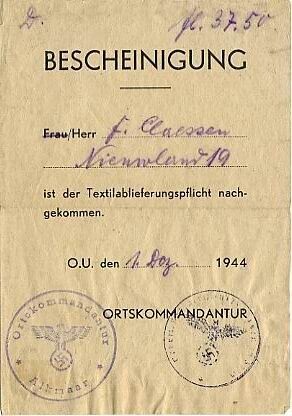 D. fl. 37.50
BESCHEINIGUNG
Frau/Herr F. Claessen
Nieuwland 19
ist der Textilablieferungspflicht nach-
gekommen.
O.U. den 1. Dez. 1944
ORTSKOMMANDANTUR
Ortskommandantur
Alkmaar